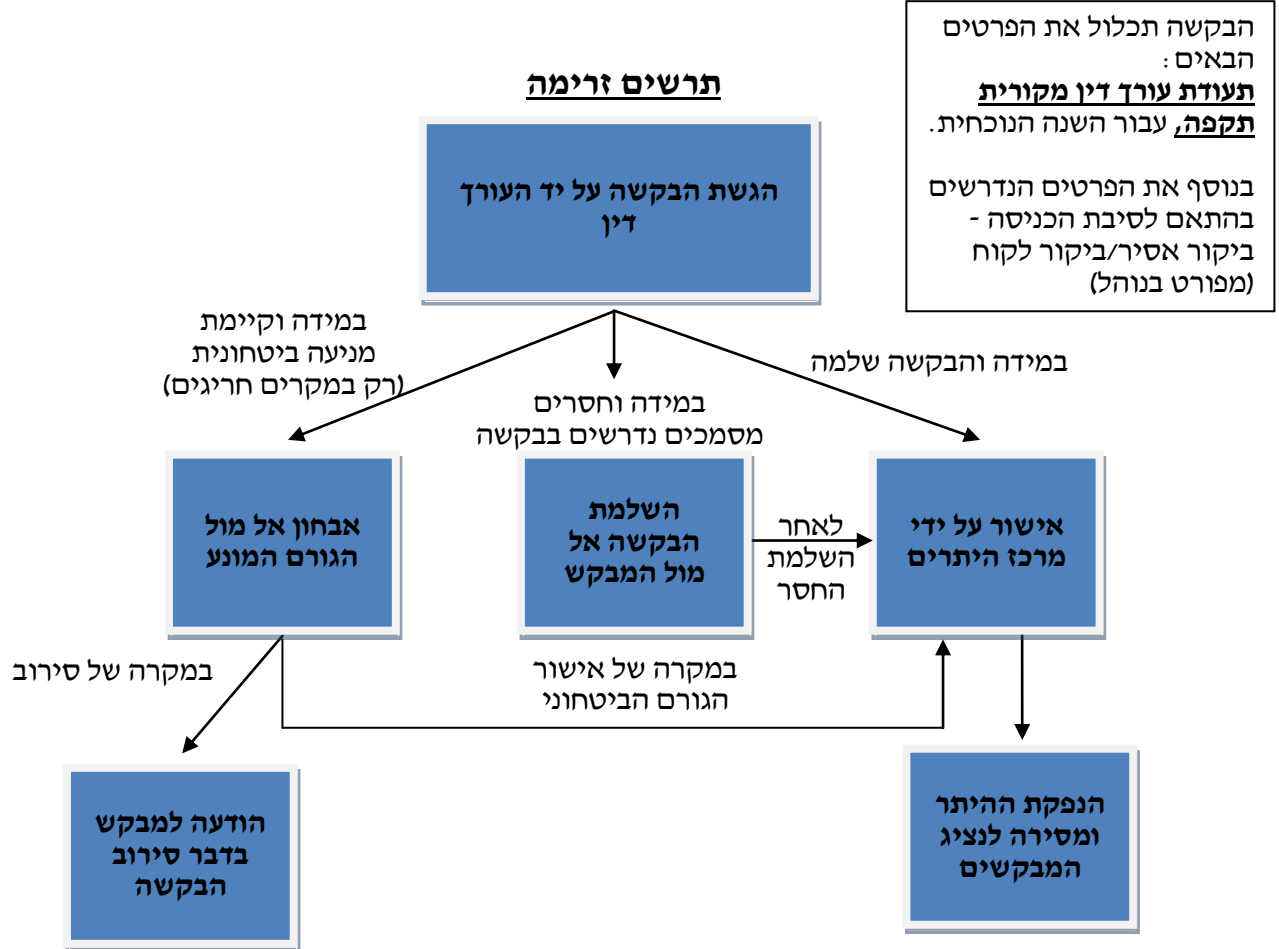 תרשים זרימה
הבקשה תכלול את הפרטים
הבאים:
תעודת עורך דין מקורית
תקפה, עבור השנה הנוכחית.
בנוסף את הפרטים הנדרשים
בהתאם לסיבת הכניסה -
ביקור אסיר/ביקור לקוח
(מפורט בנוהל)
הגשת הבקשה על יד העורך
דין
במידה והבקשה שלמה
במידה וחסרים
מסמכים נדרשים בבקשה
במידה וקיימת
מניעה ביטחונית
(רק במקרים חריגים)
אישור על ידי
מרכז היתרים
לאחר
השלמת
החסר
השלמת
הבקשה אל
מול המבקש
אבחון אל מול
הגורם המונע
במקרה של אישור
הגורם הביטחוני
במקרה של סירוב
הנפקת ההיתר
ומסירה לנציג
המבקשים
הודעה למבקש
בדבר סירוב
הבקשה